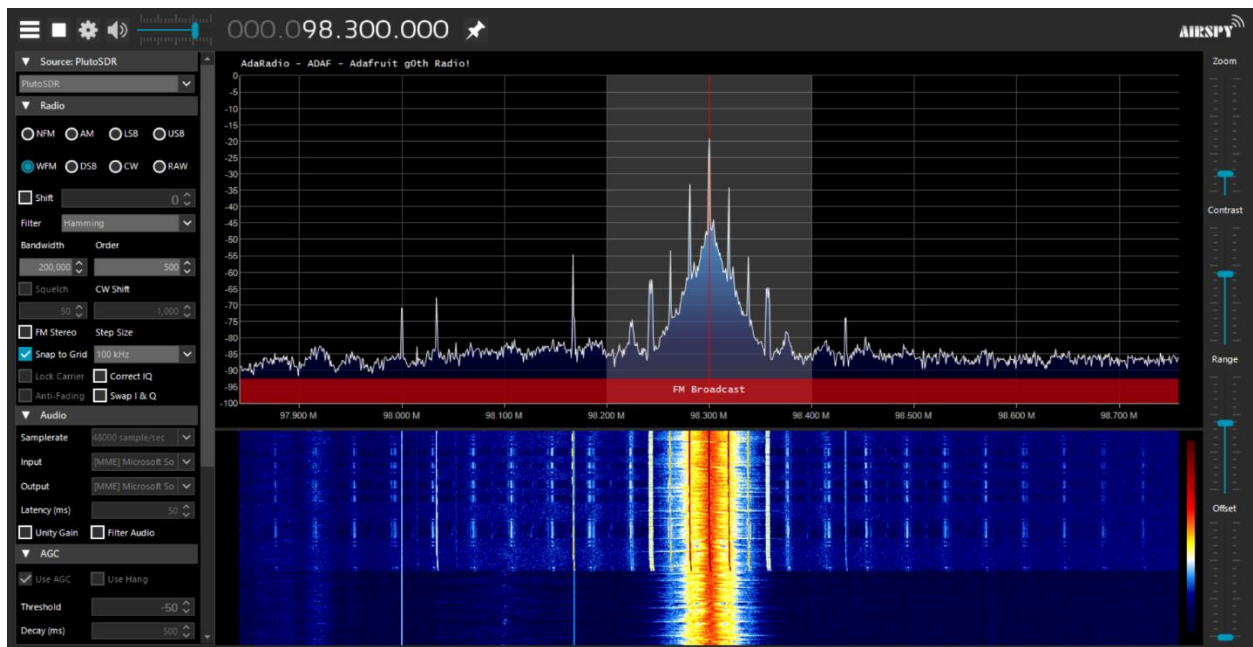 000.098.300.000
AIRSPY
Source: PlutoSDR
PlutoSDR
Radio
NFM AM LSB USB
WFM DSB CW RAW
Shift 0
Filter Hamming
Bandwidth Order
200,000 500
Squelch CW Shift
50 1,000
FM Stereo Step Size
Snap to Grid 100 kHz
Lock Carrier Correct IQ
Anti-Fading Swap I & Q
Audio
Samplerate 48000 sample/sec
Input [MME] Microsoft So
Output [MME] Microsoft So
Latency (ms) 50
Unity Gain Filter Audio
AGC
Use AGC Use Hang
Threshold -50
Decay (ms) 500
AdaRadio - ADAF - Adafruit g0th Radio!
0
-5
-10
-15
-20
-25
-30
-35
-40
-45
-50
-55
-60
-65
-70
-75
-80
-85
-90
-95
-100
FM Broadcast
97.900 M 98.000 M 98.100 M 98.200 M 98.300 M 98.400 M 98.500 M 98.600 M 98.700 M
Zoom
Contrast
Range
Offset